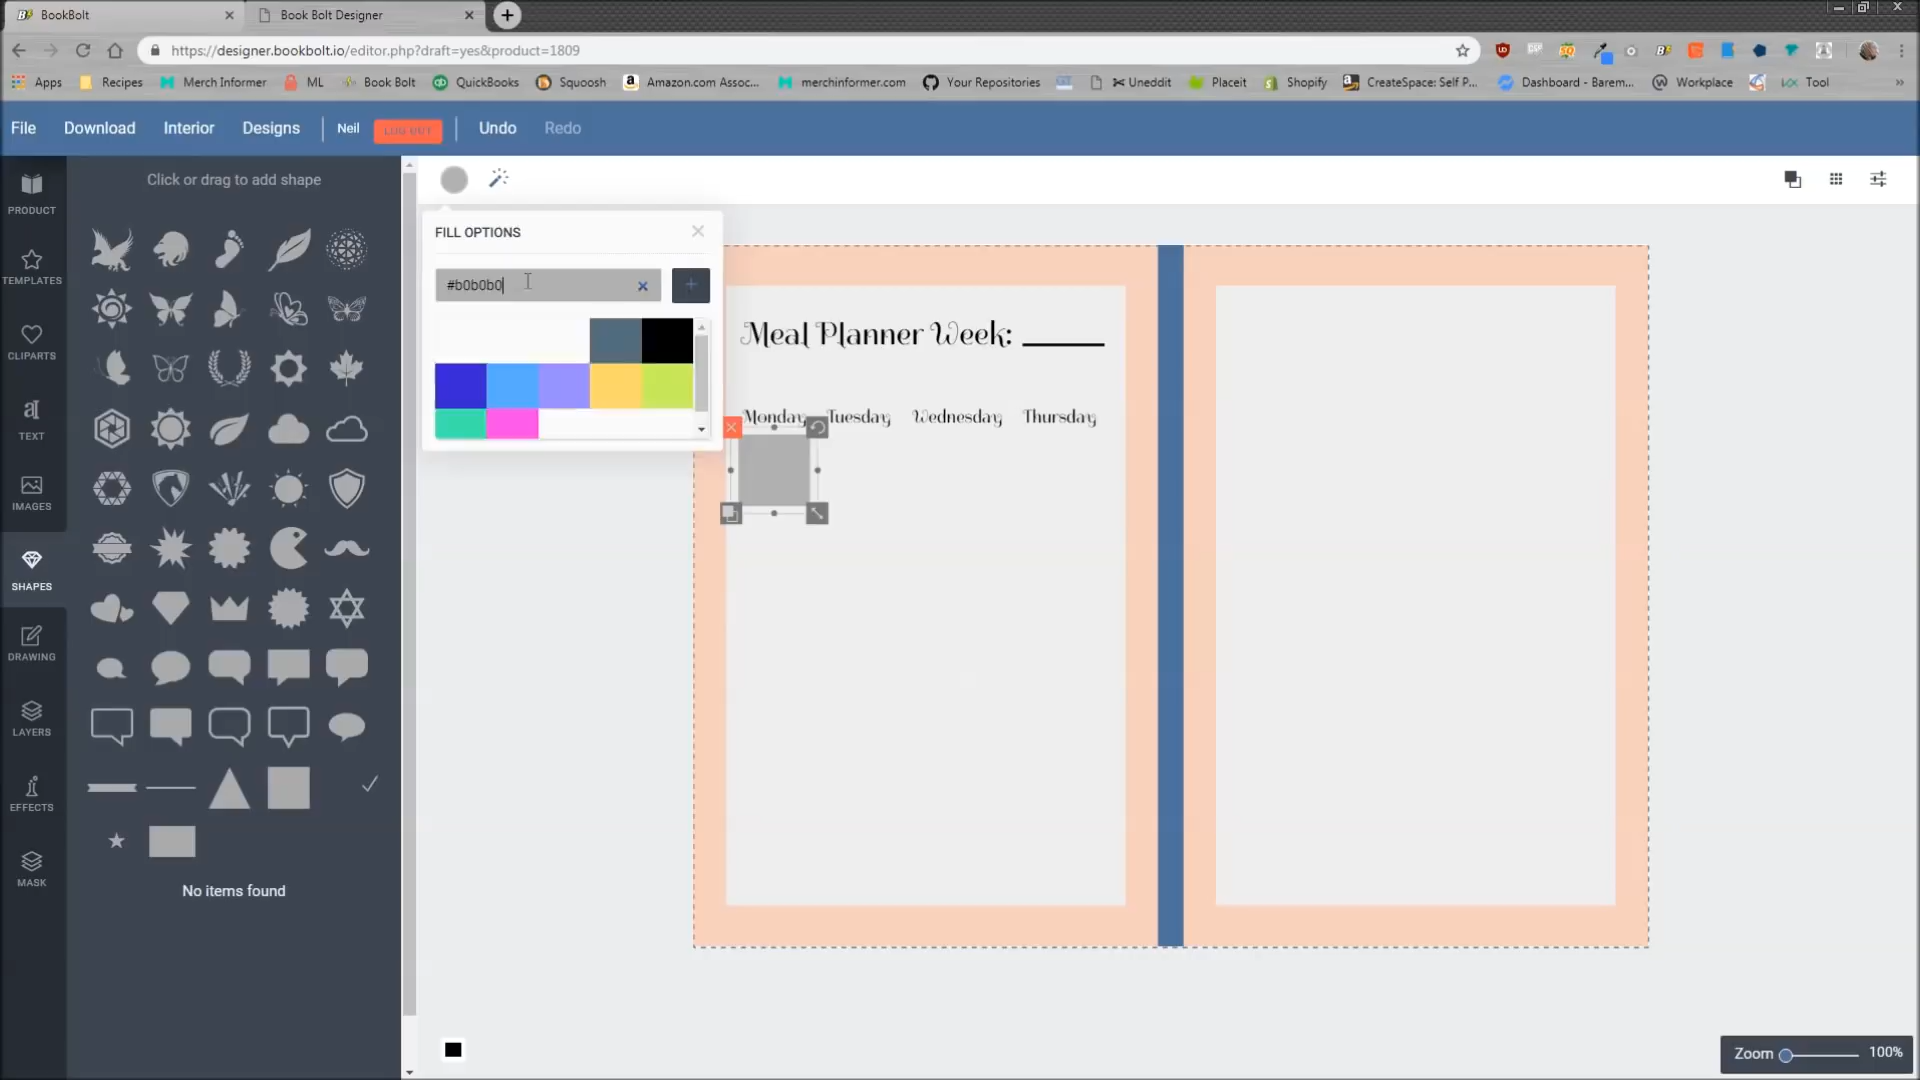 BookBolt
Book Bolt Designer
https://designer.bookbolt.io/editor.php?draft=yes&product=1809
Apps Recipes Merch Informer ML Book Bolt QuickBooks Squoosh Amazon.com Assoc... merchinformer.com Your Repositories Uneddit Placeit Shopify CreateSpace: Self P... Dashboard - Barem... Workplace Tool »
File Download Interior Designs Neil LOG OUT Undo Redo
Click or drag to add shape
PRODUCT
TEMPLATES
CLIPARTS
TEXT
IMAGES
SHAPES
DRAWING
LAYERS
EFFECTS
MASK
No items found
FILL OPTIONS
#b0b0b0
Meal Planner Week: ______
Monday Tuesday Wednesday Thursday
Zoom 100%